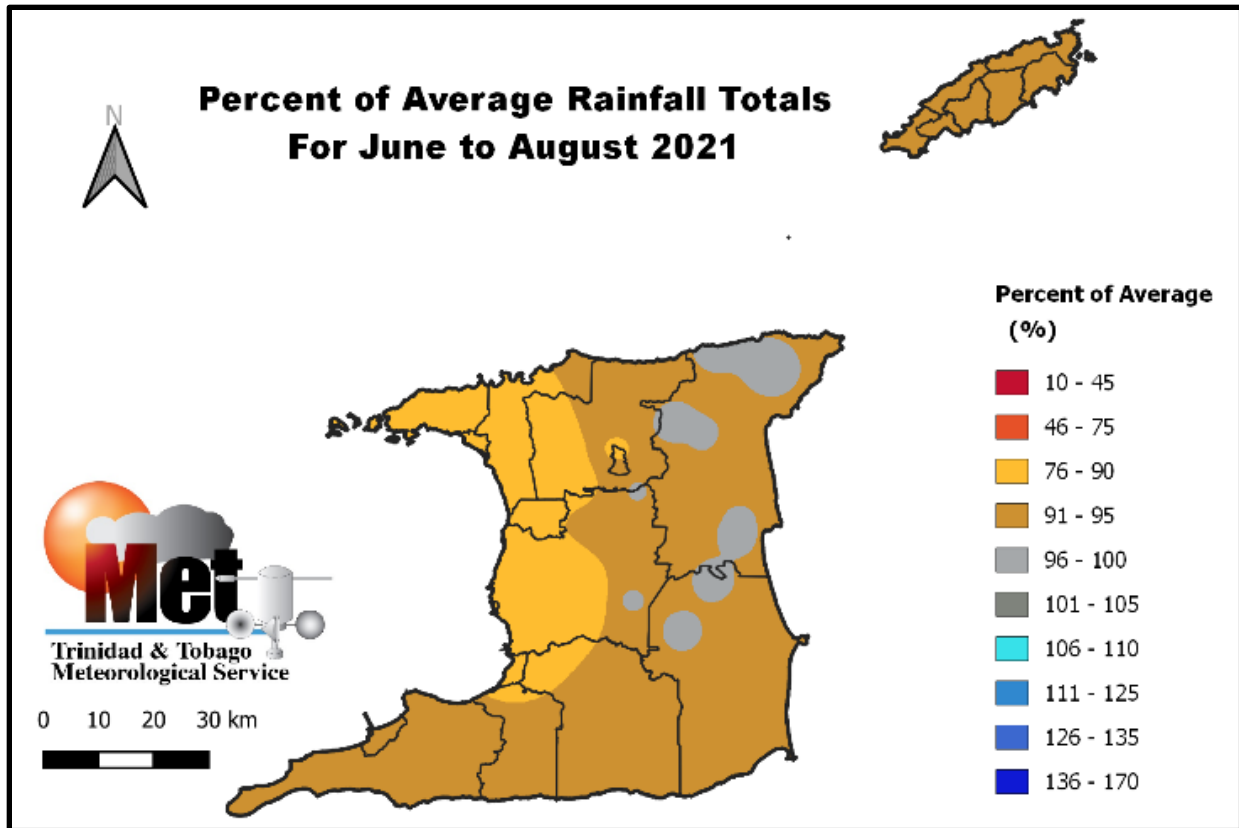 Percent of Average Rainfall Totals
For June to August 2021
N
Percent of Average
(%)
10 - 45
46 - 75
76 - 90
91 - 95
96 - 100
101 - 105
106 - 110
111 - 125
126 - 135
136 - 170
Met
Trinidad & Tobago
Meteorological Service
0 10 20 30 km